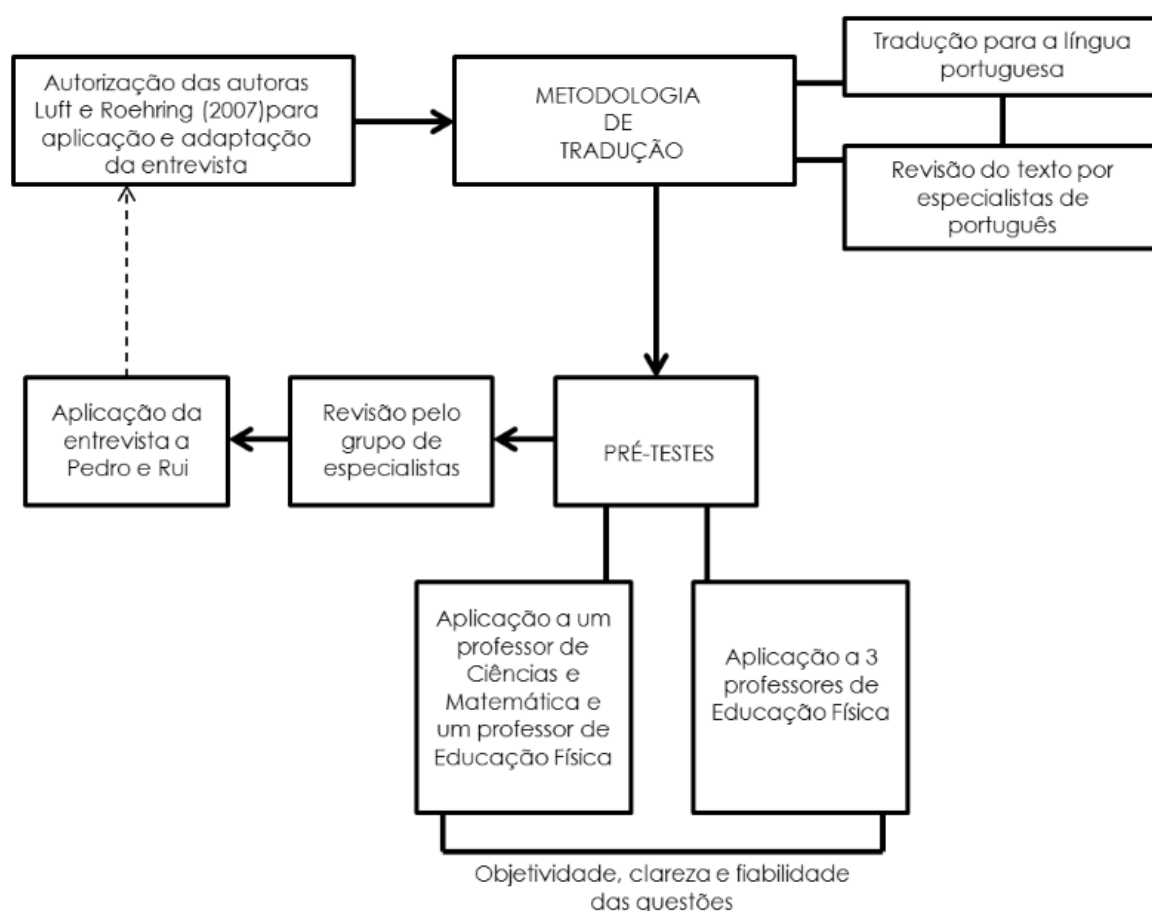 Autorização das autoras
Luft e Roehring (2007)para
aplicação e adaptação
da entrevista
METODOLOGIA
DE
TRADUÇÃO
Tradução para a língua
portuguesa
Revisão do texto por
especialistas de
português
Aplicação da
entrevista a
Pedro e Rui
Revisão pelo
grupo de
especialistas
PRÉ-TESTES
Aplicação a um
professor de
Ciências e
Matemática e
um professor de
Educação Física
Aplicação a 3
professores de
Educação Física
Objetividade, clareza e fiabilidade
das questões